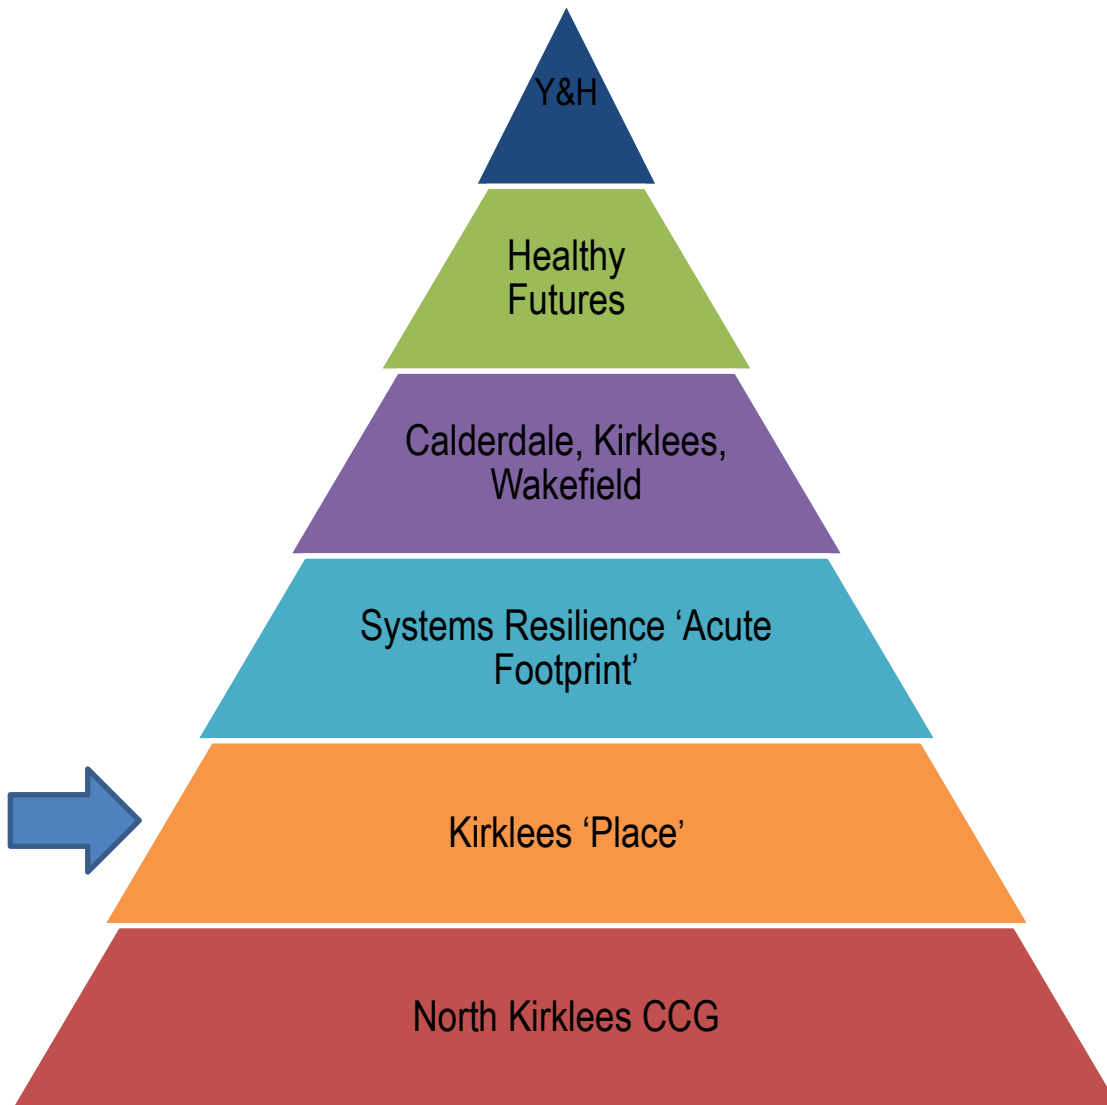 Y&H
Healthy
Futures
Calderdale, Kirklees,
Wakefield
Systems Resilience ‘Acute
Footprint’
Kirklees ‘Place’
North Kirklees CCG